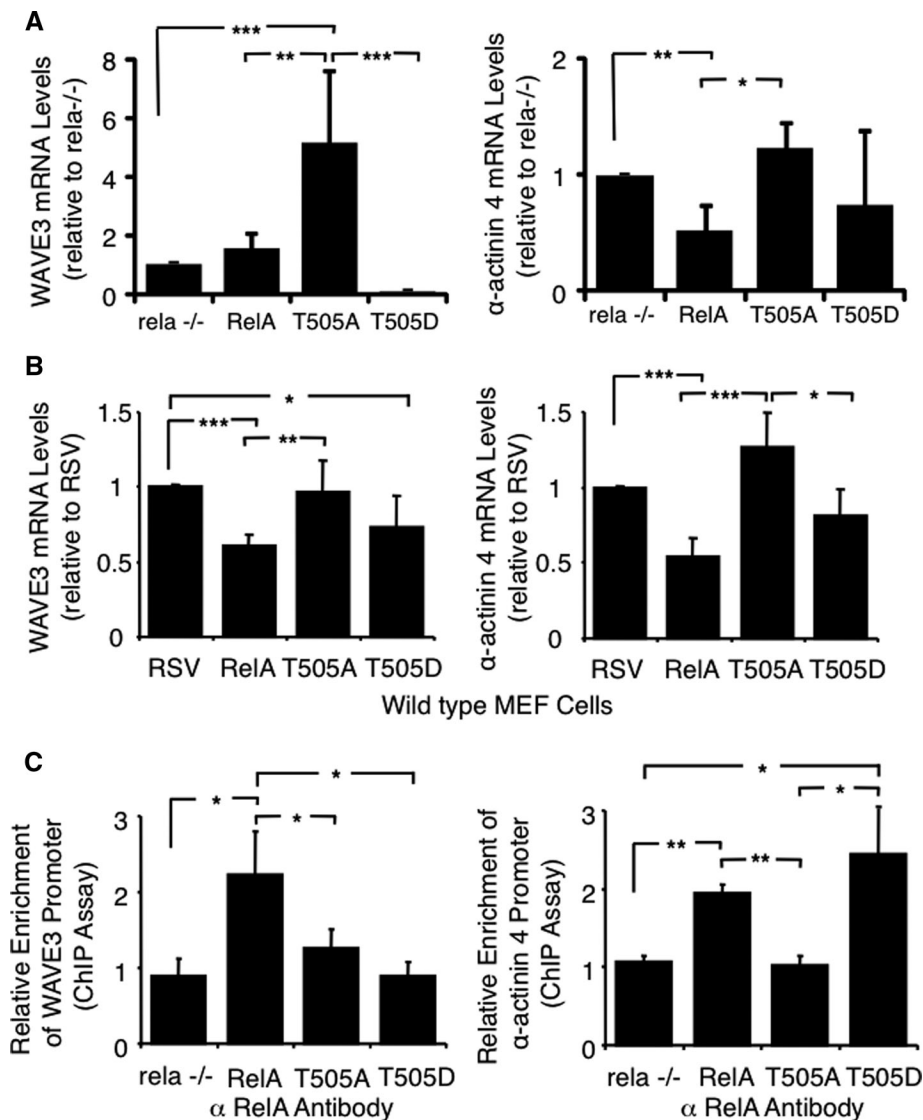 A
WAVE3 mRNA Levels
(relative to rela-/-)
8
6
4
2
0
***
**
***
rela -/-
RelA
T505A
T505D
α-actinin 4 mRNA Levels
(relative to rela-/-)
2
1
0
**
*
rela -/-
RelA
T505A
T505D
B
WAVE3 mRNA Levels
(relative to RSV)
1.5
1
0.5
0
*
***
**
RSV
RelA
T505A
T505D
α-actinin 4 mRNA Levels
(relative to RSV)
1.5
1
0.5
0
***
***
*
RSV
RelA
T505A
T505D
Wild type MEF Cells
C
Relative Enrichment
of WAVE3 Promoter
(ChIP Assay)
3
2
1
0
*
*
*
rela -/-
RelA
T505A
T505D
α RelA Antibody
Relative Enrichment of
α-actinin 4 Promoter
(ChIP Assay)
3
2
1
0
*
*
**
**
rela -/-
RelA
T505A
T505D
α RelA Antibody